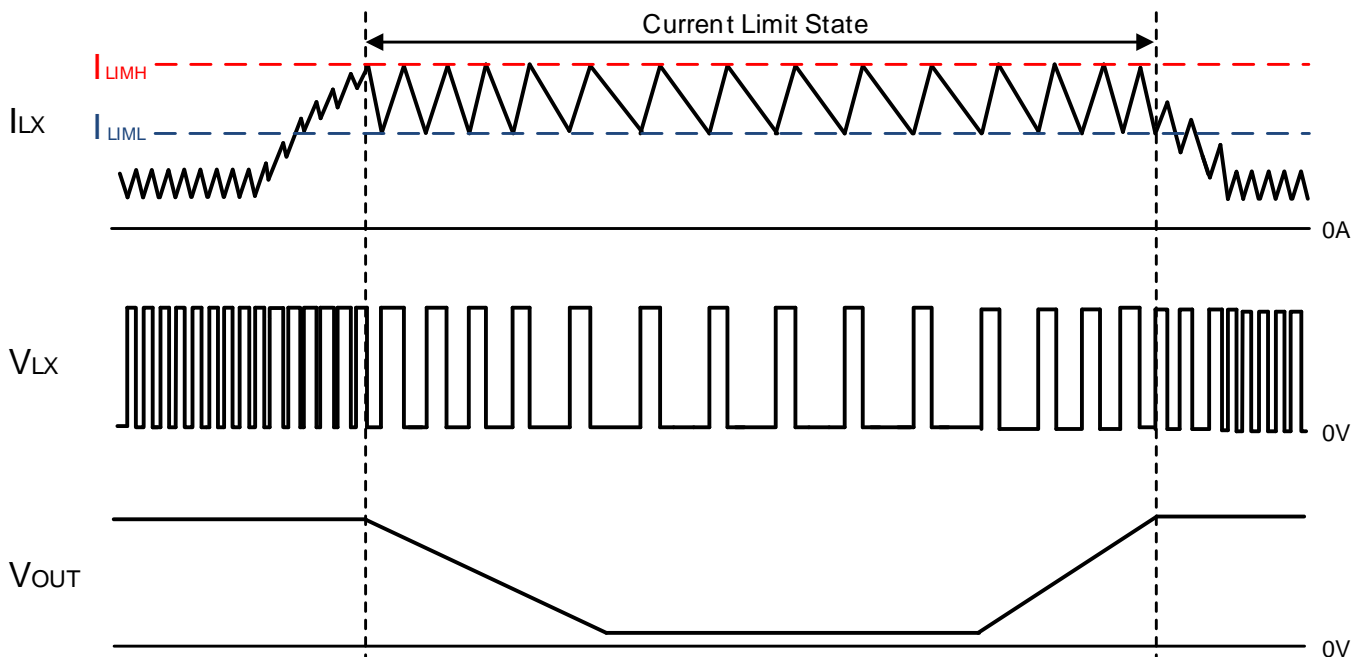 Current Limit State
ILIMH
ILX
ILIML
0A
VLX
0V
VOUT
0V